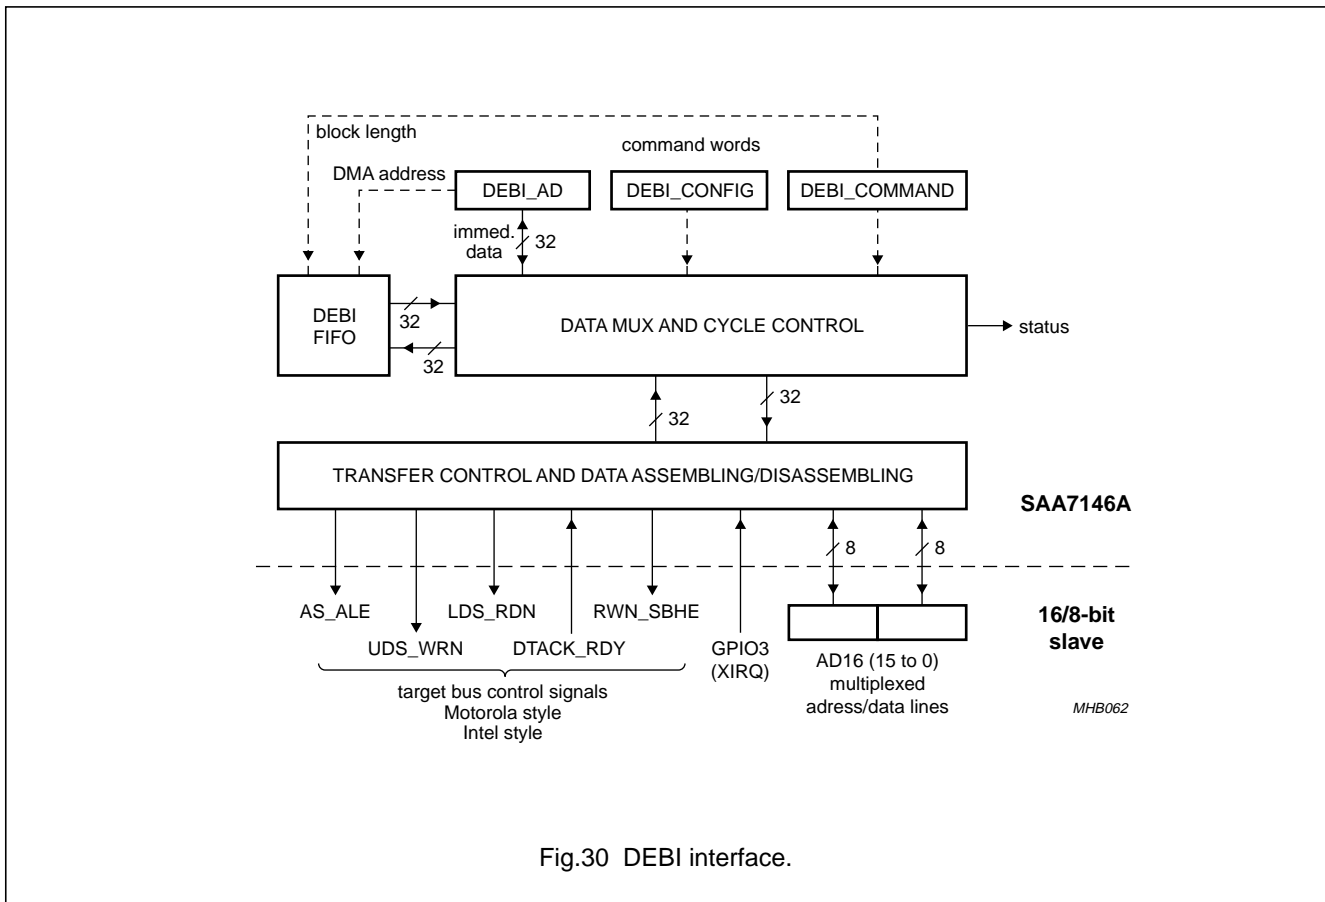 block length
command words
DMA address
DEBI_AD
DEBI_CONFIG
DEBI_COMMAND
immed.
data
32
DEBI
FIFO
32
32
DATA MUX AND CYCLE CONTROL
status
32
32
TRANSFER CONTROL AND DATA ASSEMBLING/DISASSEMBLING
SAA7146A
8
8
AS_ALE
LDS_RDN
RWN_SBHE
UDS_WRN
DTACK_RDY
GPIO3
(XIRQ)
16/8-bit
slave
AD16 (15 to 0)
multiplexed
adress/data lines
target bus control signals
Motorola style
Intel style
MHB062
Fig.30 DEBI interface.